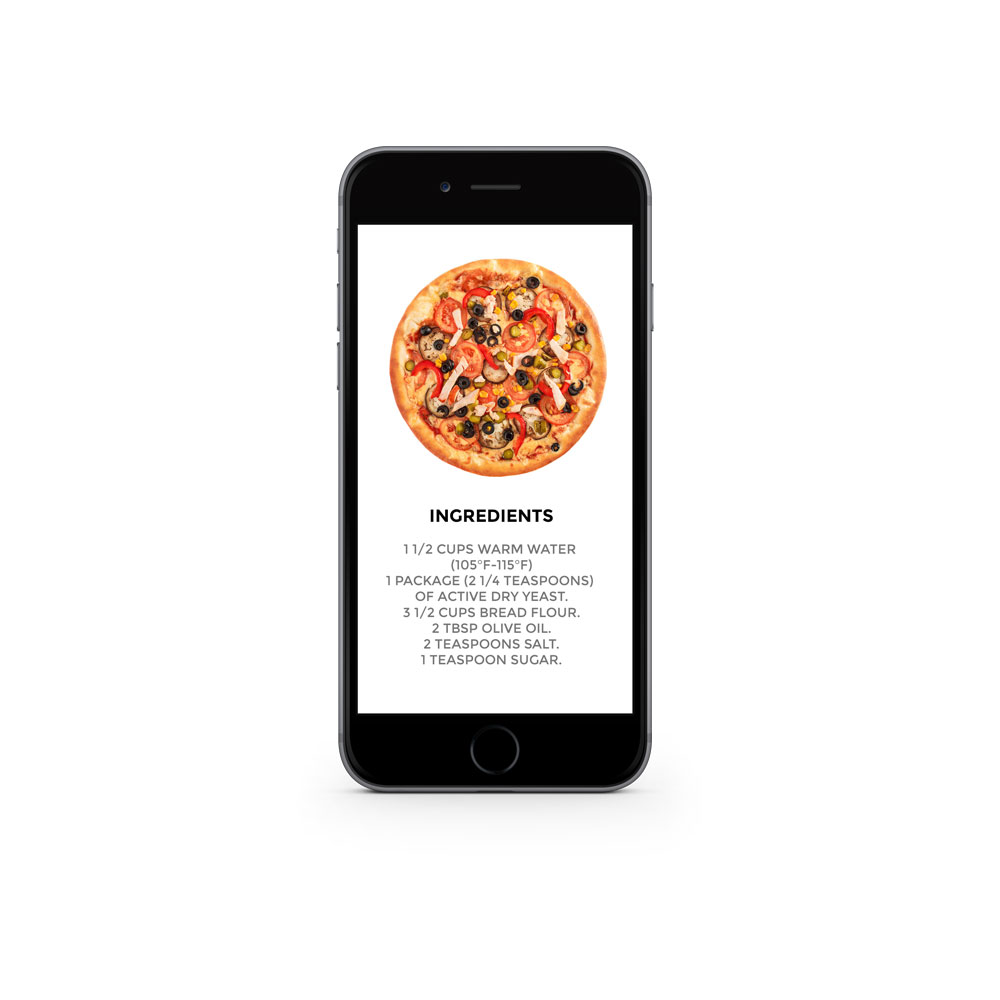 INGREDIENTS
1 1/2 CUPS WARM WATER
(105°F-115°F)
1 PACKAGE (2 1/4 TEASPOONS)
OF ACTIVE DRY YEAST.
3 1/2 CUPS BREAD FLOUR.
2 TBSP OLIVE OIL.
2 TEASPOONS SALT.
1 TEASPOON SUGAR.